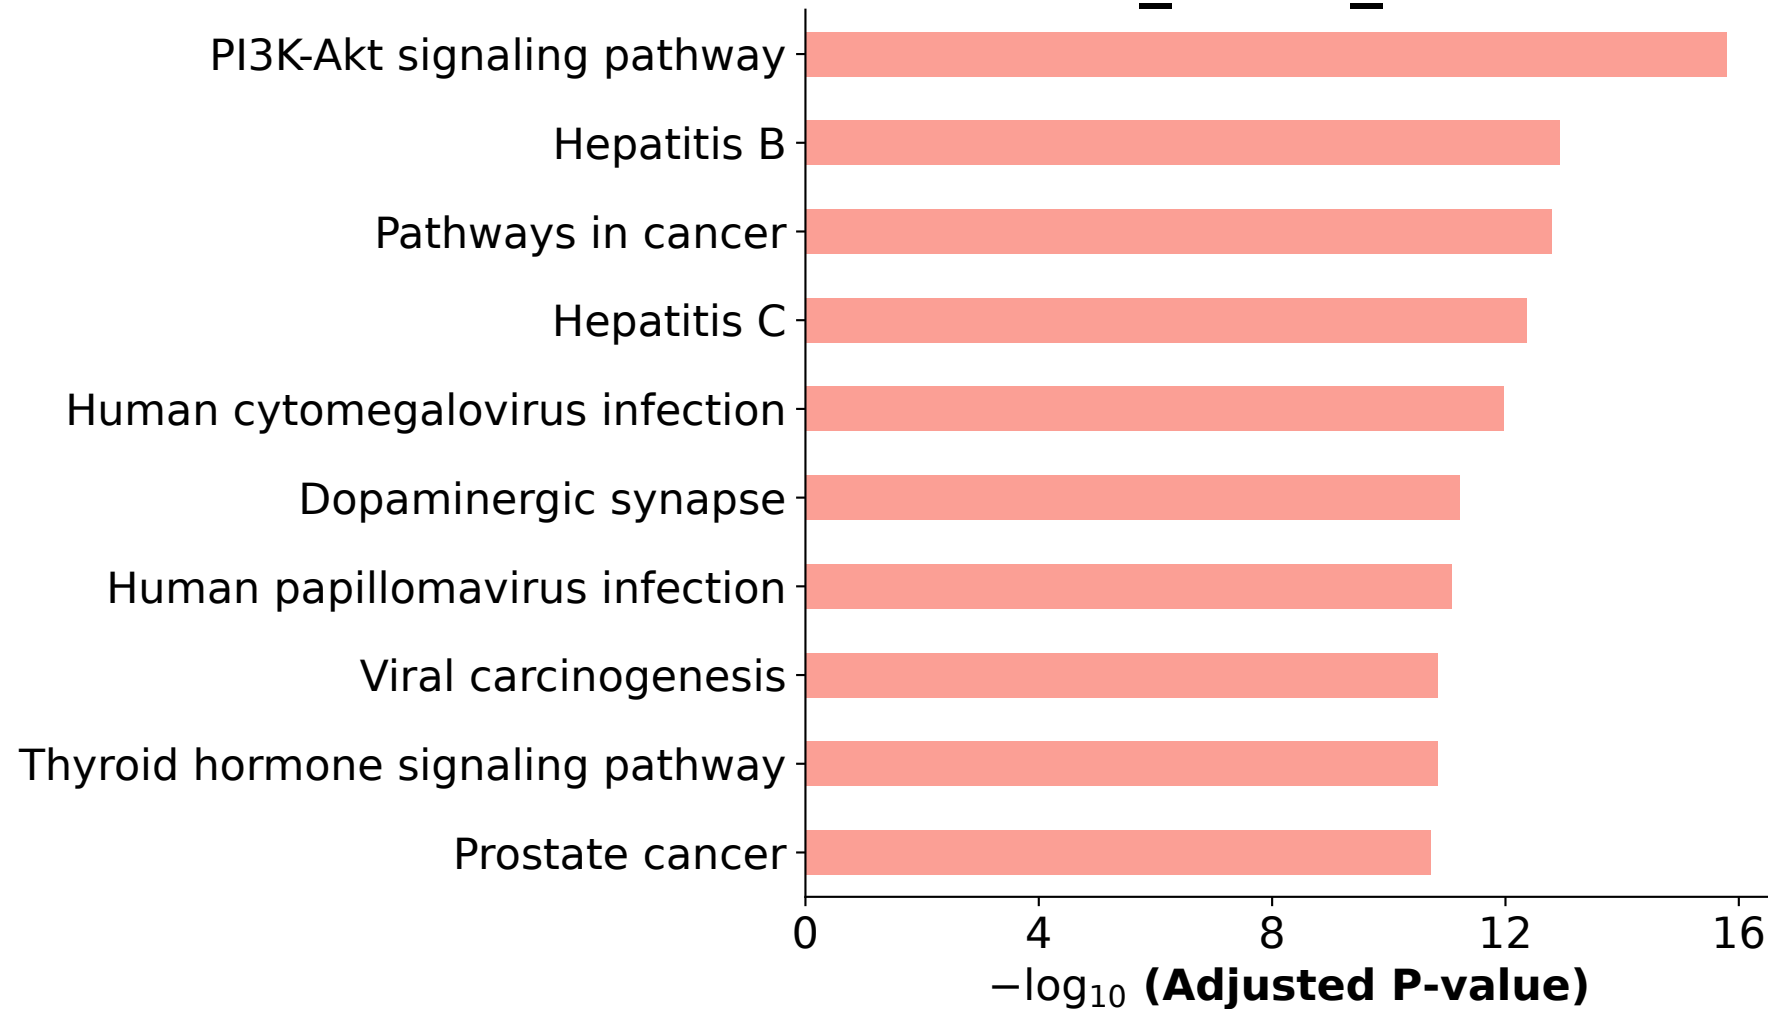 PI3K-Akt signaling pathway
Hepatitis B
Pathways in cancer
Hepatitis C
Human cytomegalovirus infection
Dopaminergic synapse
Human papillomavirus infection
Viral carcinogenesis
Thyroid hormone signaling pathway
Prostate cancer
0 4 8 12 16
−log₁₀ (Adjusted P-value)